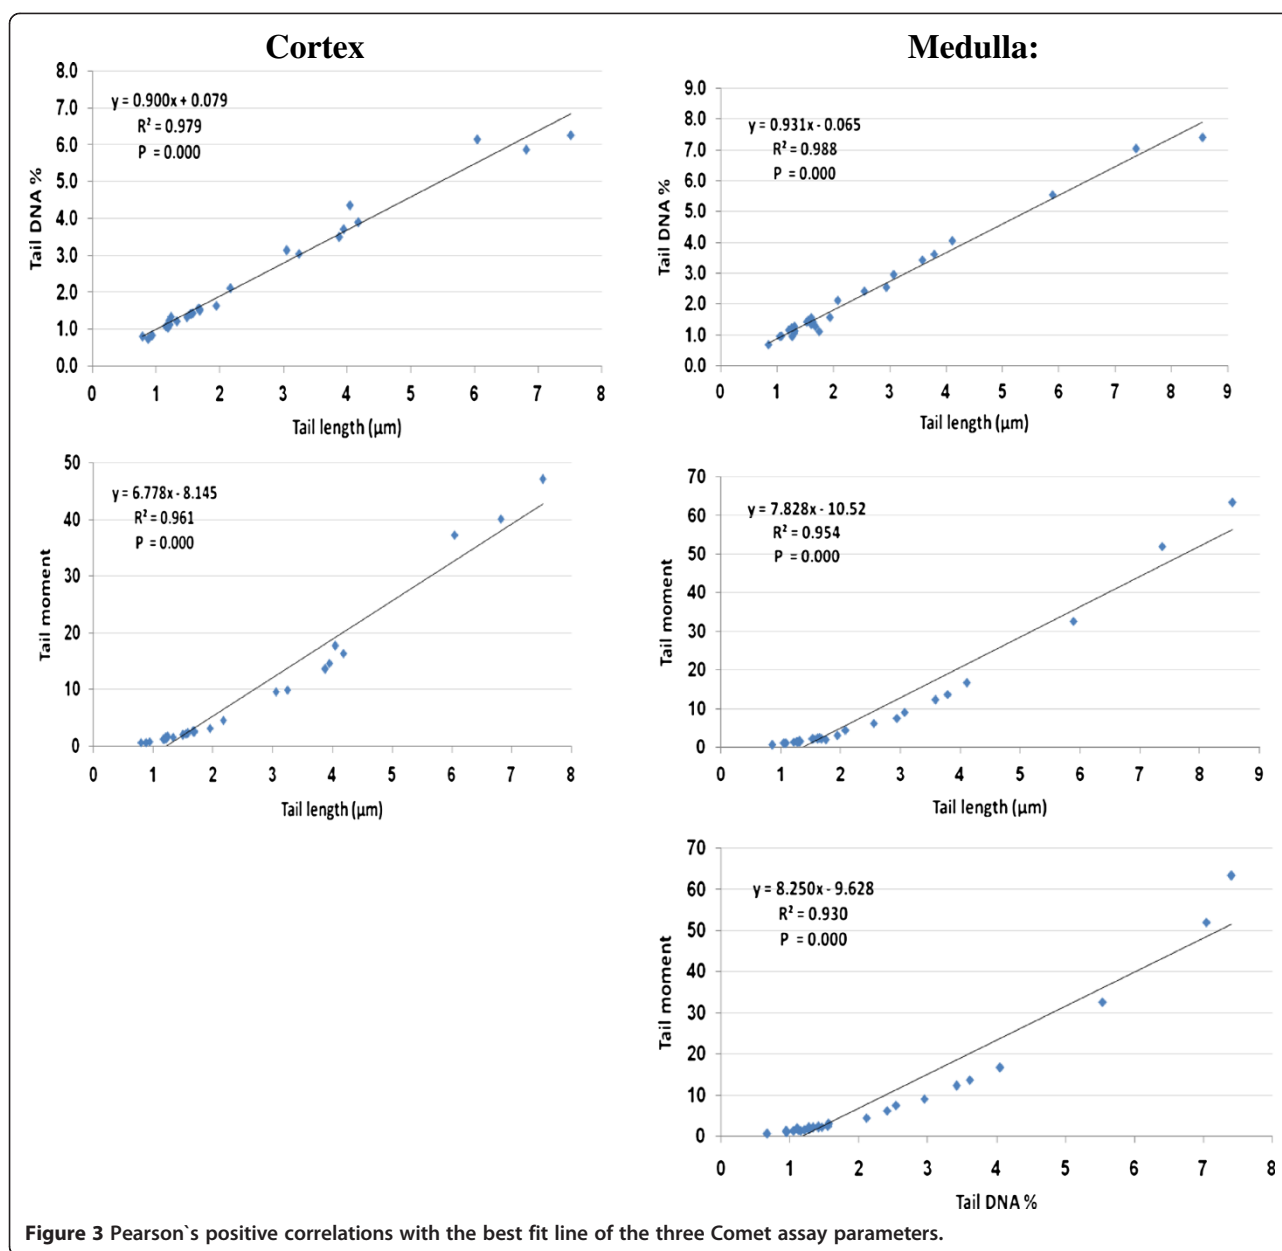 Cortex
8.0
7.0
6.0
5.0
4.0
3.0
2.0
1.0
0.0
Tail DNA %
y = 0.900x + 0.079
R² = 0.979
P = 0.000
0 1 2 3 4 5 6 7 8
Tail length (µm)
Medulla:
9.0
8.0
7.0
6.0
5.0
4.0
3.0
2.0
1.0
0.0
Tail DNA %
y = 0.931x - 0.065
R² = 0.988
P = 0.000
0 1 2 3 4 5 6 7 8 9
Tail length (µm)
50
40
30
20
10
0
Tail moment
y = 6.778x - 8.145
R² = 0.961
P = 0.000
0 1 2 3 4 5 6 7 8
Tail length (µm)
70
60
50
40
30
20
10
0
Tail moment
y = 7.828x - 10.52
R² = 0.954
P = 0.000
0 1 2 3 4 5 6 7 8 9
Tail length (µm)
70
60
50
40
30
20
10
0
Tail moment
y = 8.250x - 9.628
R² = 0.930
P = 0.000
0 1 2 3 4 5 6 7 8
Tail DNA %
Figure 3 Pearson`s positive correlations with the best fit line of the three Comet assay parameters.